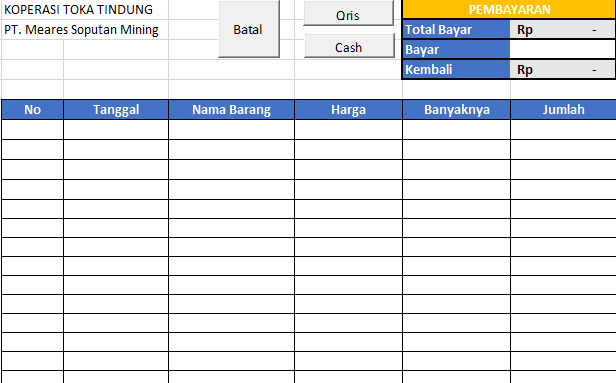 KOPERASI TOKA TINDUNG
PT. Meares Soputan Mining
Batal
Qris
Cash
PEMBAYARAN
Total Bayar Rp -
Bayar
Kembali Rp -
No Tanggal Nama Barang Harga Banyaknya Jumlah